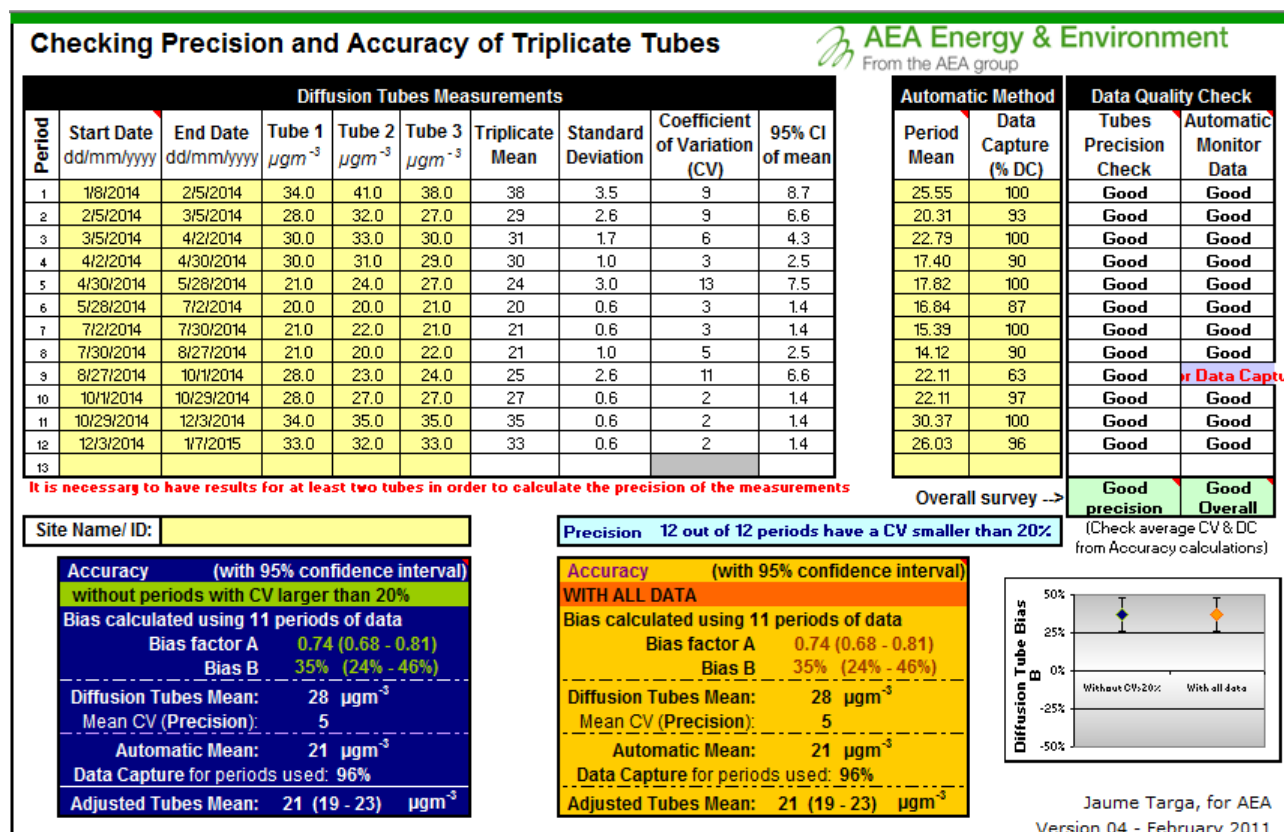 Checking Precision and Accuracy of Triplicate Tubes
AEA Energy & Environment
From the AEA group
Diffusion Tubes Measurements
Automatic Method
Data Quality Check
Period Start Date dd/mm/yyyy End Date dd/mm/yyyy Tube 1 µgm-3 Tube 2 µgm-3 Tube 3 µgm-3 Triplicate Mean Standard Deviation Coefficient of Variation (CV) 95% CI of mean Period Mean Data Capture (% DC) Tubes Precision Check Automatic Monitor Data
1 1/8/2014 2/5/2014 34.0 41.0 38.0 38 3.5 9 8.7 25.55 100 Good Good
2 2/5/2014 3/5/2014 28.0 32.0 27.0 29 2.6 9 6.6 20.31 93 Good Good
3 3/5/2014 4/2/2014 30.0 33.0 30.0 31 1.7 6 4.3 22.79 100 Good Good
4 4/2/2014 4/30/2014 30.0 31.0 29.0 30 1.0 3 2.5 17.40 90 Good Good
5 4/30/2014 5/28/2014 21.0 24.0 27.0 24 3.0 13 7.5 17.82 100 Good Good
6 5/28/2014 7/2/2014 20.0 20.0 21.0 20 0.6 3 1.4 16.84 87 Good Good
7 7/2/2014 7/30/2014 21.0 22.0 21.0 21 0.6 3 1.4 15.39 100 Good Good
8 7/30/2014 8/27/2014 21.0 20.0 22.0 21 1.0 5 2.5 14.12 90 Good Good
9 8/27/2014 10/1/2014 28.0 23.0 24.0 25 2.6 11 6.6 22.11 63 Good r Data Captu
10 10/1/2014 10/29/2014 28.0 27.0 27.0 27 0.6 2 1.4 22.11 97 Good Good
11 10/29/2014 12/3/2014 34.0 35.0 35.0 35 0.6 2 1.4 30.37 100 Good Good
12 12/3/2014 1/7/2015 33.0 32.0 33.0 33 0.6 2 1.4 26.03 96 Good Good
13
It is necessary to have results for at least two tubes in order to calculate the precision of the measurements
Overall survey --> Good precision Good Overall
Site Name/ ID:
Precision 12 out of 12 periods have a CV smaller than 20%
(Check average CV & DC
from Accuracy calculations)
Accuracy (with 95% confidence interval)
without periods with CV larger than 20%
Bias calculated using 11 periods of data
Bias factor A 0.74 (0.68 - 0.81)
Bias B 35% (24% - 46%)
Diffusion Tubes Mean: 28 µgm-3
Mean CV (Precision): 5
Automatic Mean: 21 µgm-3
Data Capture for periods used: 96%
Adjusted Tubes Mean: 21 (19 - 23) µgm-3
Accuracy (with 95% confidence interval)
WITH ALL DATA
Bias calculated using 11 periods of data
Bias factor A 0.74 (0.68 - 0.81)
Bias B 35% (24% - 46%)
Diffusion Tubes Mean: 28 µgm-3
Mean CV (Precision): 5
Automatic Mean: 21 µgm-3
Data Capture for periods used: 96%
Adjusted Tubes Mean: 21 (19 - 23) µgm-3
Diffusion Tube Bias B
50%
25%
0%
-25%
-50%
Without CV>20% With all data
Jaume Targa, for AEA
Version 04 - February 2011